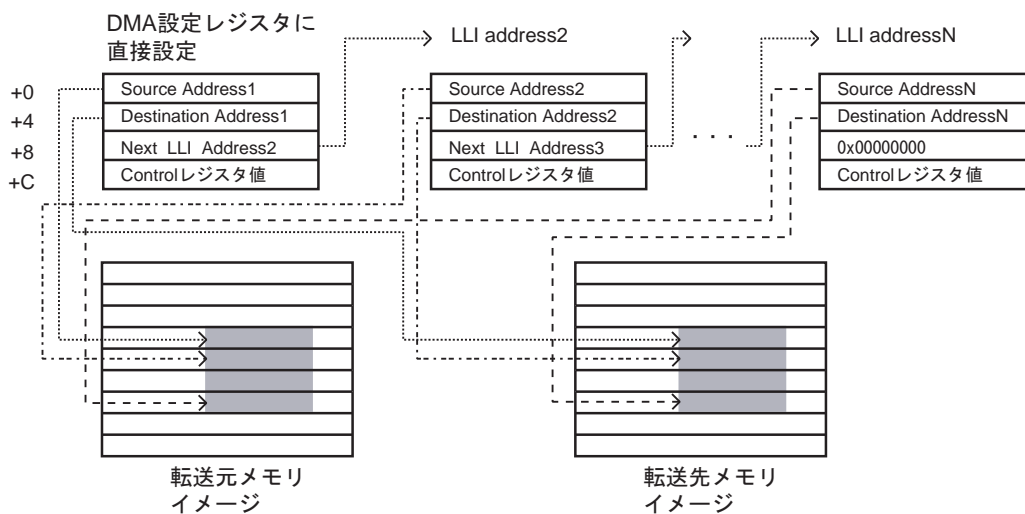 DMA設定レジスタに
直接設定
LLI address2
LLI addressN
+0
Source Address1
Source Address2
Source AddressN
+4
Destination Address1
Destination Address2
Destination AddressN
+8
Next LLI Address2
Next LLI Address3
. . .
0x00000000
+C
Controlレジスタ値
Controlレジスタ値
Controlレジスタ値
転送元メモリ
イメージ
転送先メモリ
イメージ